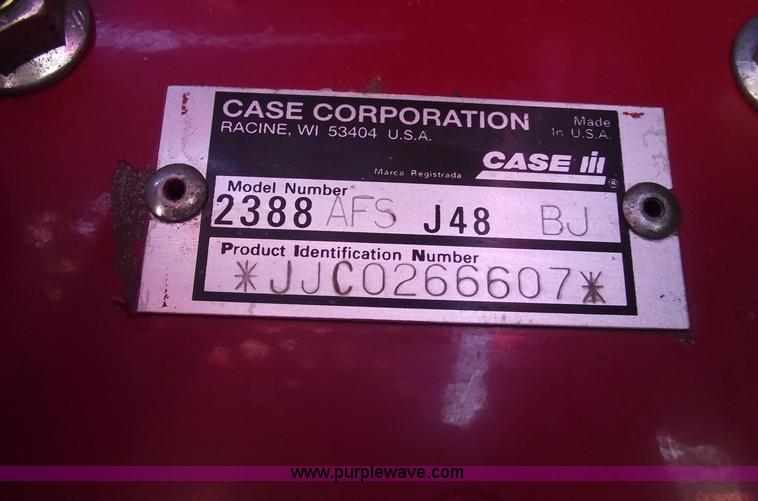 CASE CORPORATION
RACINE, WI 53404 U.S.A.
Made
in U.S.A.
Marca Registrada
CASE IH
®
Model Number
2388 AFS J48 BJ
Product Identification Number
*JJC0266607*
www.purplewave.com